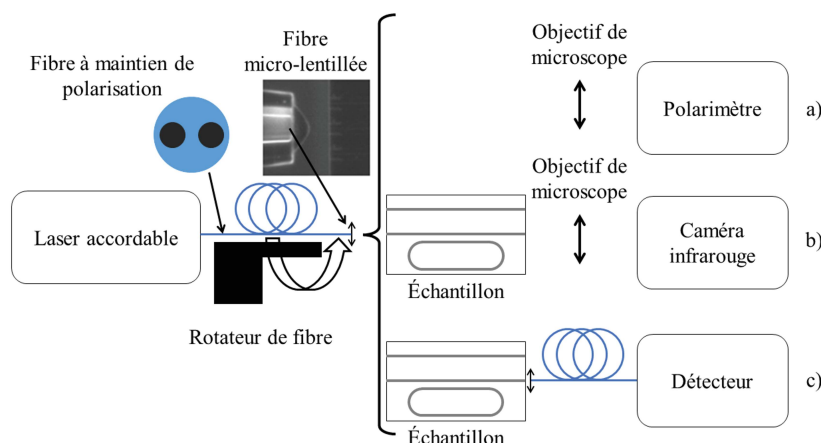 Fibre à maintien de
polarisation
Fibre
micro-lentillée
Objectif de
microscope
Polarimètre
a)
Laser accordable
Rotateur de fibre
Échantillon
Objectif de
microscope
Caméra
infrarouge
b)
Échantillon
Détecteur
c)